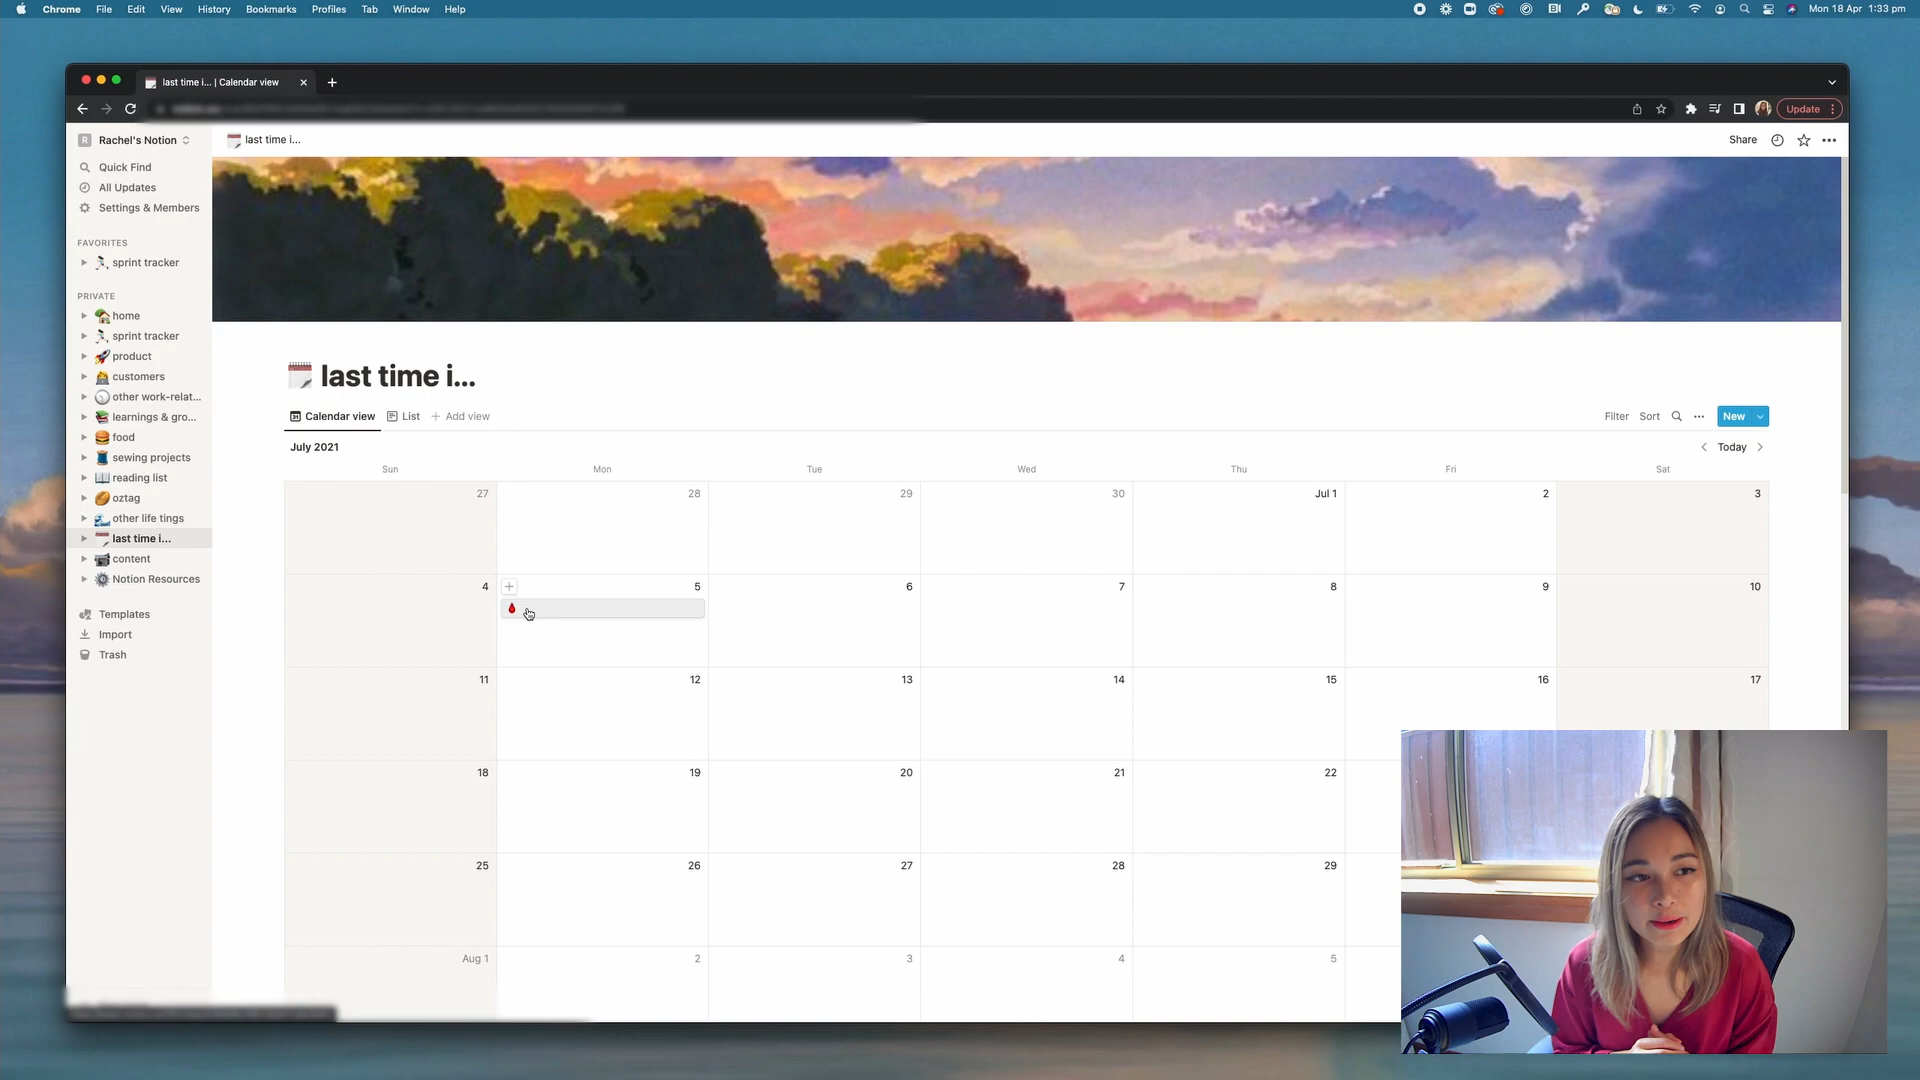 Chrome File Edit View History Bookmarks Profiles Tab Window Help Mon 18 Apr 1:33 pm
last time i... | Calendar view
Update
R Rachel's Notion
last time i...
Share
Quick Find
All Updates
Settings & Members
FAVORITES
sprint tracker
PRIVATE
home
sprint tracker
product
customers
other work-relat...
learnings & gro...
food
sewing projects
reading list
oztag
other life tings
last time i...
content
Notion Resources
Templates
Import
Trash
last time i...
Calendar view List Add view
Filter Sort New
July 2021
Today
Sun Mon Tue Wed Thu Fri Sat
27 28 29 30 Jul 1 2 3
4 5 6 7 8 9 10
11 12 13 14 15 16 17
18 19 20 21 22
25 26 27 28 29
Aug 1 2 3 4 5